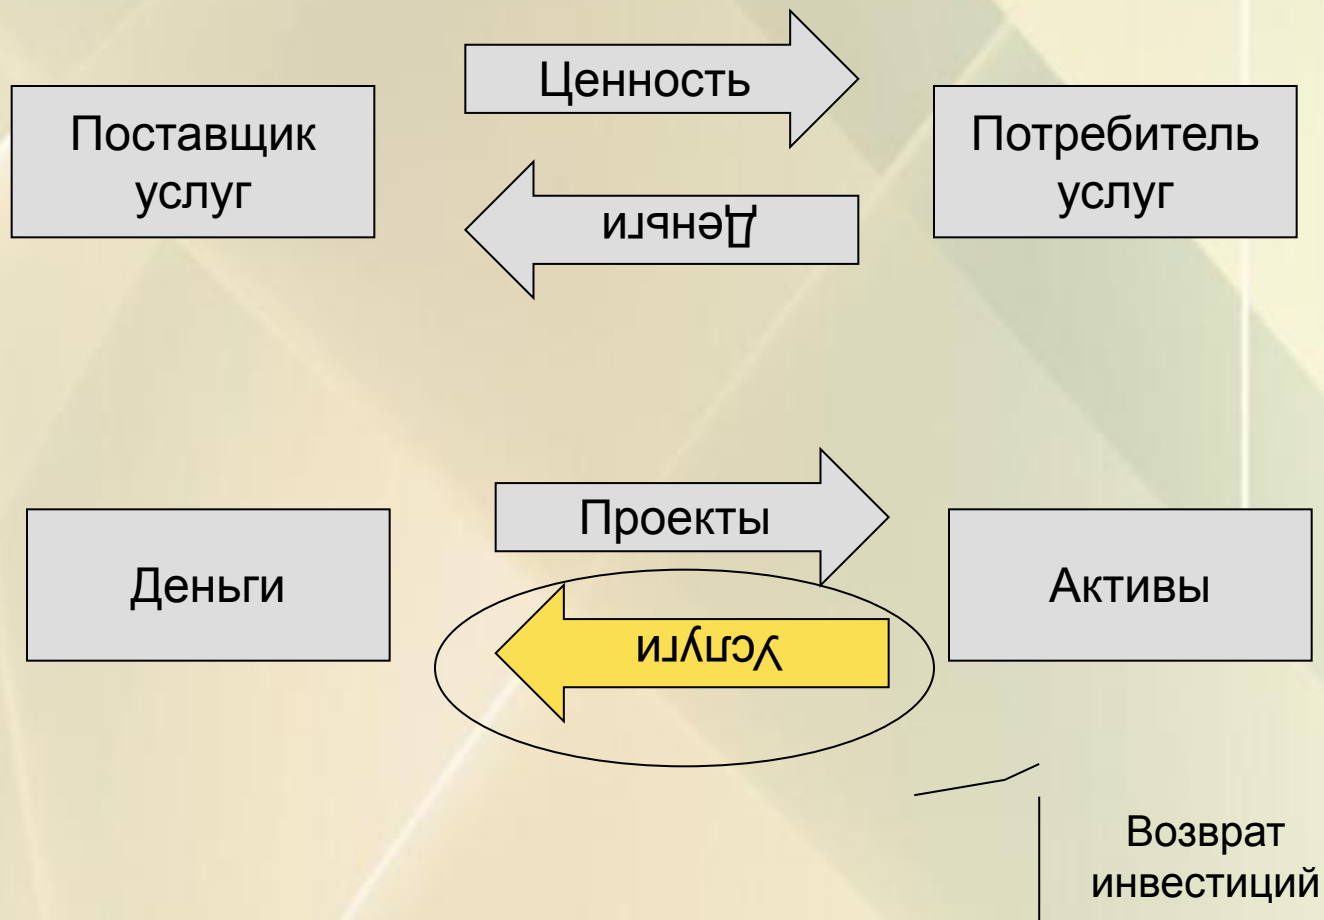 Ценность
Поставщик
услуг
Потребитель
услуг
Деньги
Проекты
Деньги
Активы
Услуги
Возврат
инвестиций